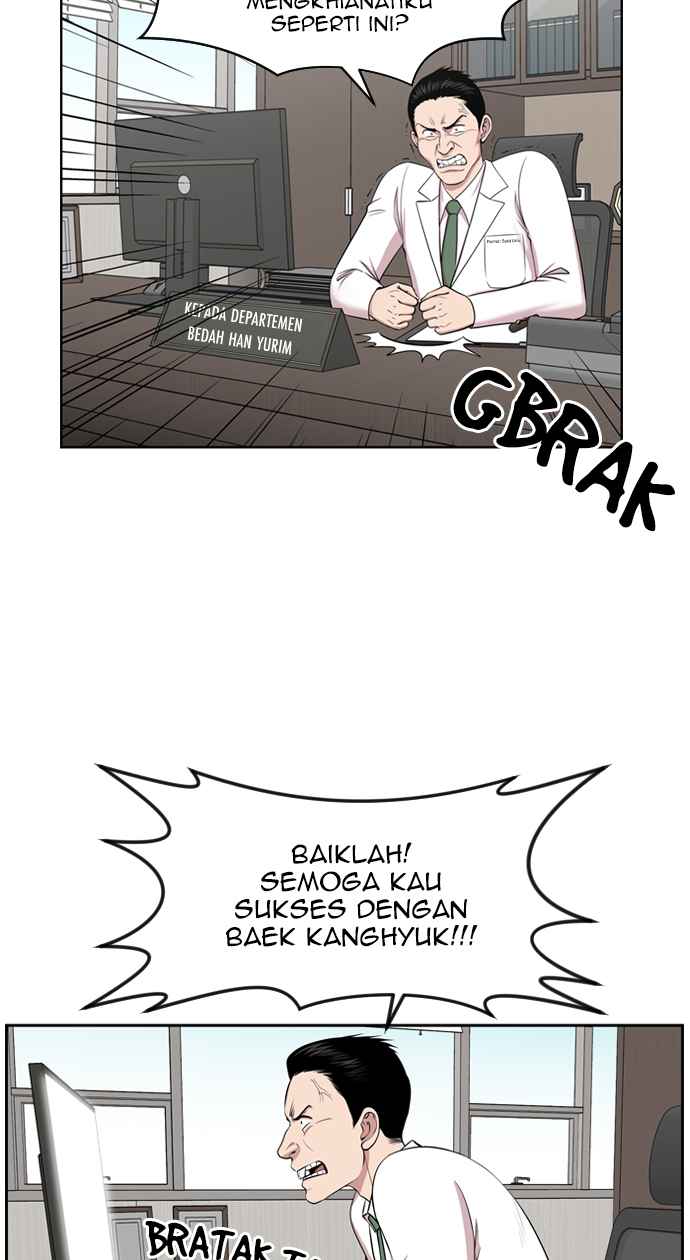 MENGKHIANATIKU
SEPERTI INI?
KEPADA DEPARTEMEN
BEDAH HAN YURIM
GBRAK
BAIKLAH!
SEMOGA KAU
SUKSES DENGAN
BAEK KANGHYUK!!!
BRATAK